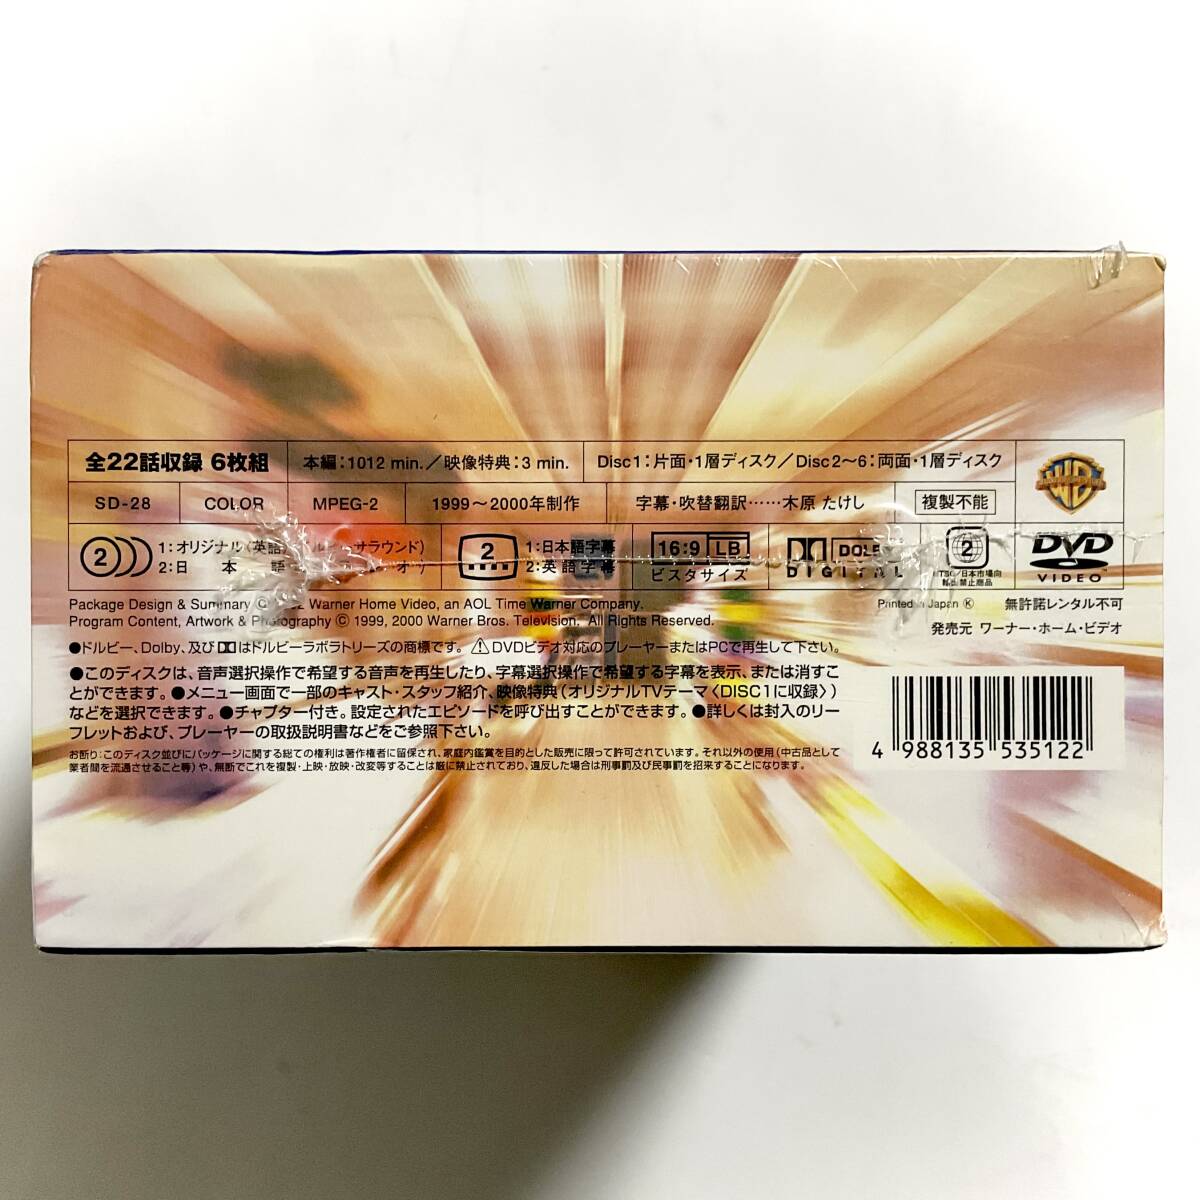 全22話収録 6枚組 本編:1012 min./映像特典:3 min. Disc1:片面・1層ディスク/Disc2〜6:両面・1層ディスク
SD-28 COLOR MPEG-2 1999〜2000年制作 字幕・吹替翻訳……木原 たけし 複製不能
2 1:オリジナル(英語) サラウンド)
2:日 本 語
2 1:日本語字幕
2:英語字幕
16:9 LB
ビスタサイズ
DOLBY
DIGITAL
2
NTSC/日本市場向
輸出禁止商品
DVD
VIDEO
Package Design & Summary © Warner Home Video, an AOL Time Warner Company.
Program Content, Artwork & Photography © 1999, 2000 Warner Bros. Television. All Rights Reserved.
Printed in Japan Ⓚ 無許諾レンタル不可
発売元 ワーナー・ホーム・ビデオ
●ドルビー、Dolby、及びはドルビーラボラトリーズの商標です。⚠DVDビデオ対応のプレーヤーまたはPCで再生して下さい。
●このディスクは、音声選択操作で希望する音声を再生したり、字幕選択操作で希望する字幕を表示、または消すこ
とができます。●メニュー画面で一部のキャスト・スタッフ紹介、映像特典(オリジナルTVテーマ〈DISC1に収録〉)
などを選択できます。●チャプター付き。設定されたエピソードを呼び出すことができます。●詳しくは封入のリー
フレットおよび、プレーヤーの取扱説明書などをご参照下さい。
お断り:このディスク並びにパッケージに関する総ての権利は著作権者に留保され、家庭内鑑賞を目的とした販売に限って許可されています。それ以外の使用(中古品として
業者間を流通させること等)や、無断でこれを複製・上映・放映・改変等することは厳に禁止されており、違反した場合は刑事罰及び民事罰を招来することになります。
4 988135 535122